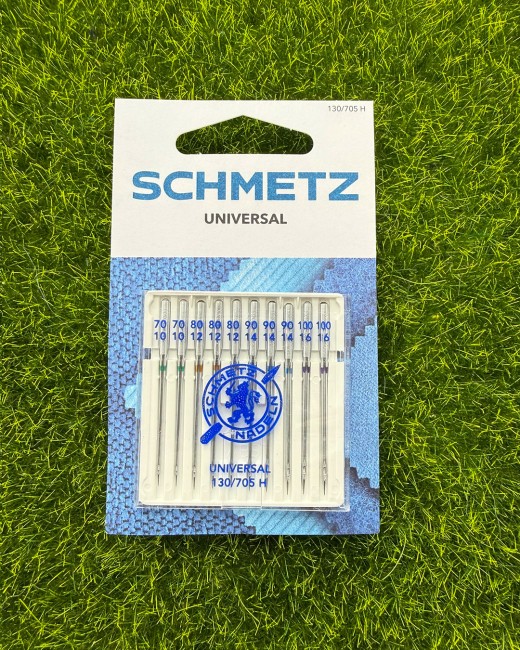 130/705 H
SCHMETZ
UNIVERSAL
70 70 80 80 80 90 90 90 100 100
10 10 12 12 12 14 14 14 16 16
SCHMETZ
NADELN
UNIVERSAL
130/705 H